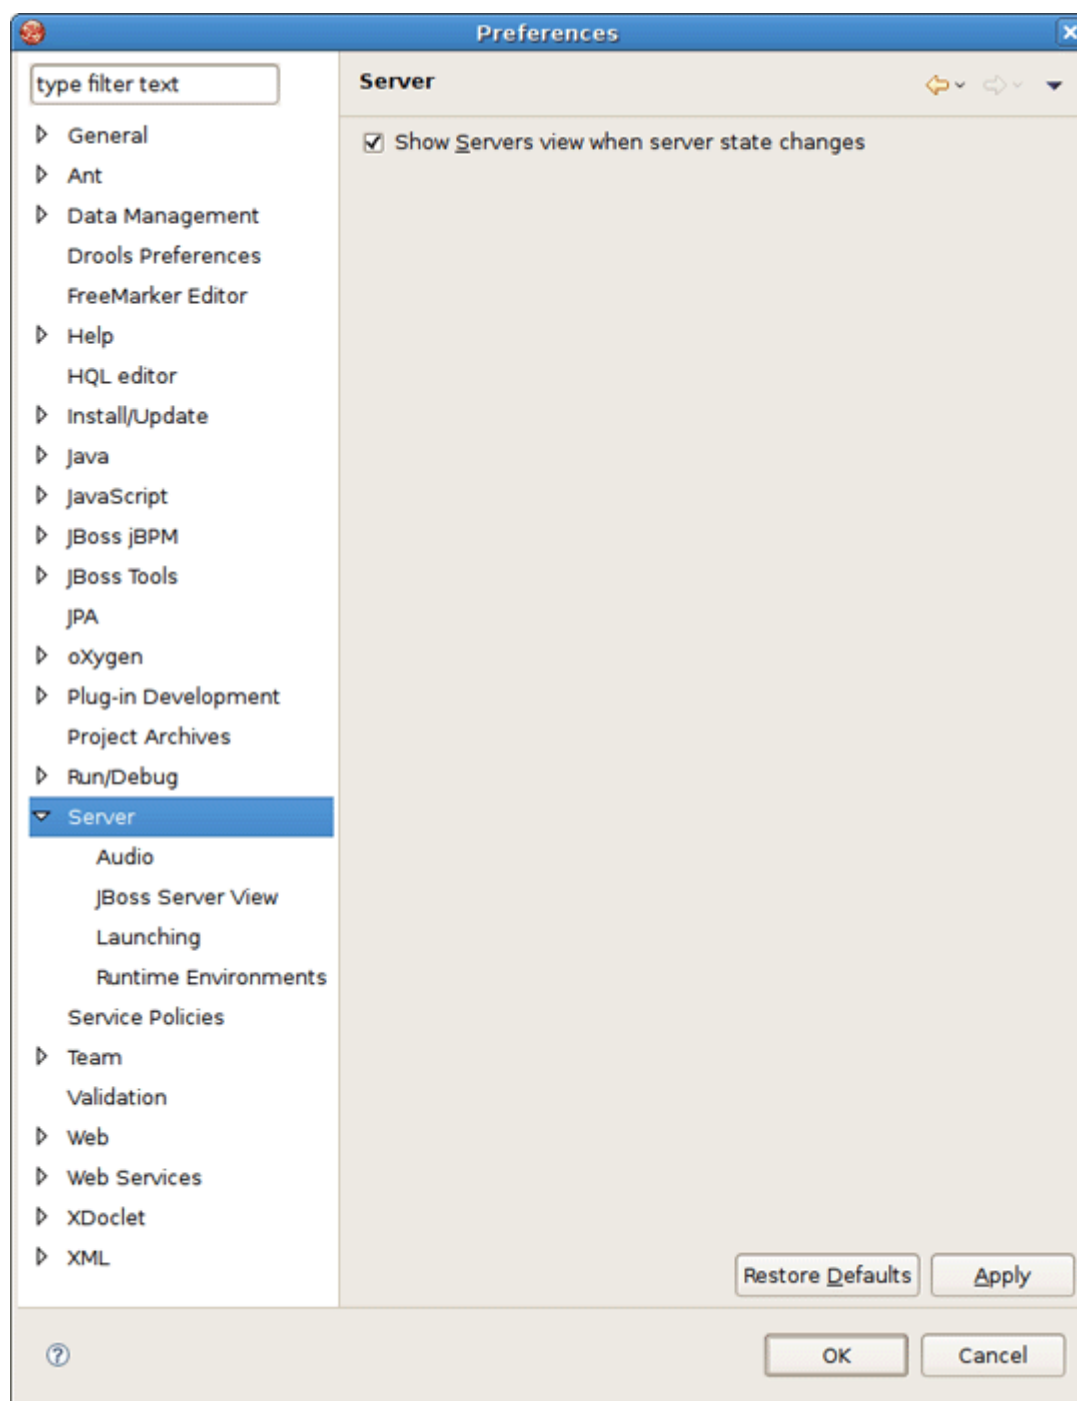 Preferences
type filter text
General
Ant
Data Management
Drools Preferences
FreeMarker Editor
Help
HQL editor
Install/Update
Java
JavaScript
JBoss jBPM
JBoss Tools
JPA
oXygen
Plug-in Development
Project Archives
Run/Debug
Server
Audio
JBoss Server View
Launching
Runtime Environments
Service Policies
Team
Validation
Web
Web Services
XDoclet
XML
Server
Show Servers view when server state changes
Restore Defaults
Apply
OK
Cancel